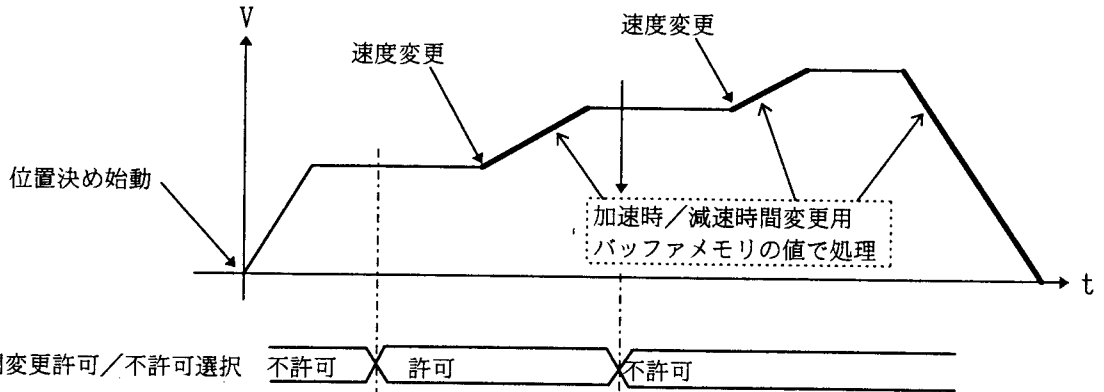 V
速度変更
速度変更
位置決め始動
加速時/減速時間変更用
バッファメモリの値で処理
t
間変更許可/不許可選択 不許可 許可 不許可